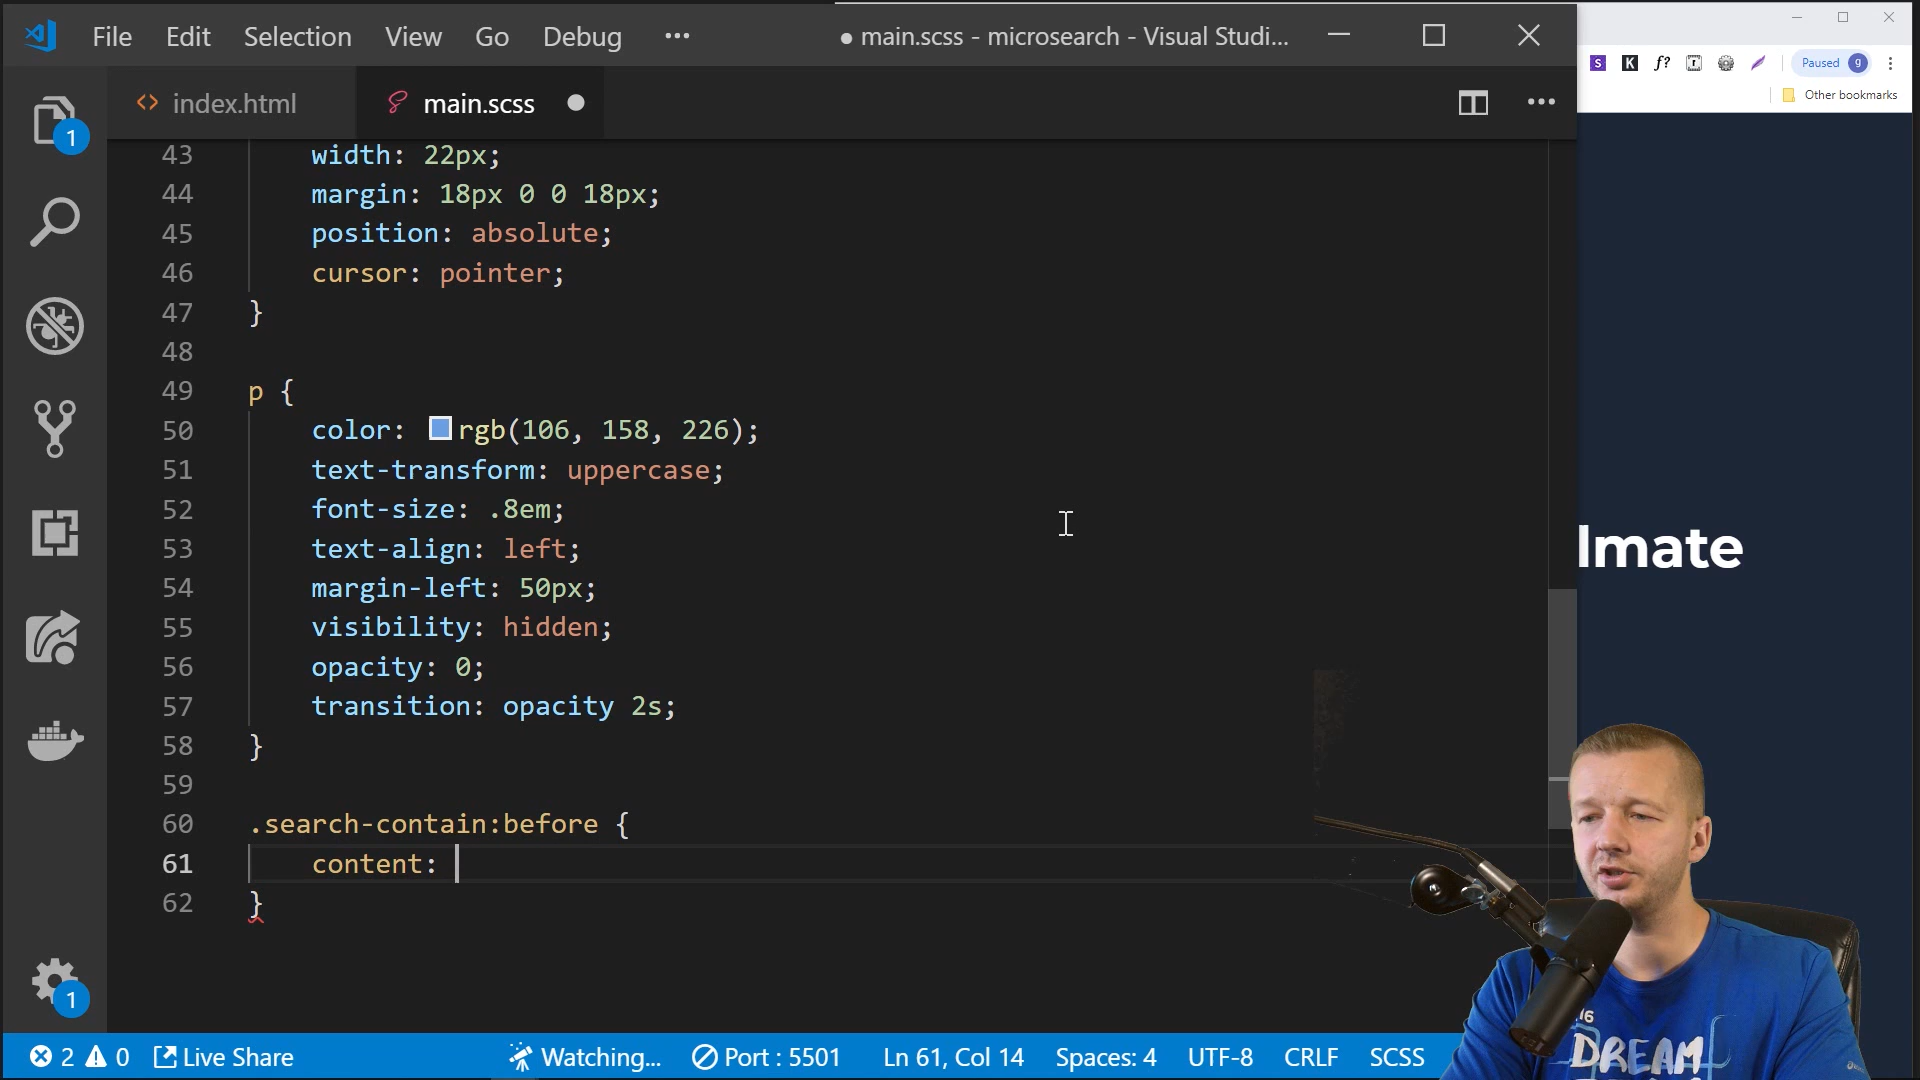 File Edit Selection View Go Debug ••• ● main.scss - microsearch - Visual Studi...
S K f? Paused g
Other bookmarks
index.html main.scss
1
43 width: 22px;
44 margin: 18px 0 0 18px;
45 position: absolute;
46 cursor: pointer;
47 }
48
49 p {
50 color: rgb(106, 158, 226);
51 text-transform: uppercase;
52 font-size: .8em;
53 text-align: left;
54 margin-left: 50px;
55 visibility: hidden;
56 opacity: 0;
57 transition: opacity 2s;
58 }
59
60 .search-contain:before {
61 content:
62 }
lmate
1
DREAM
2 0 Live Share Watching... Port : 5501 Ln 61, Col 14 Spaces: 4 UTF-8 CRLF SCSS